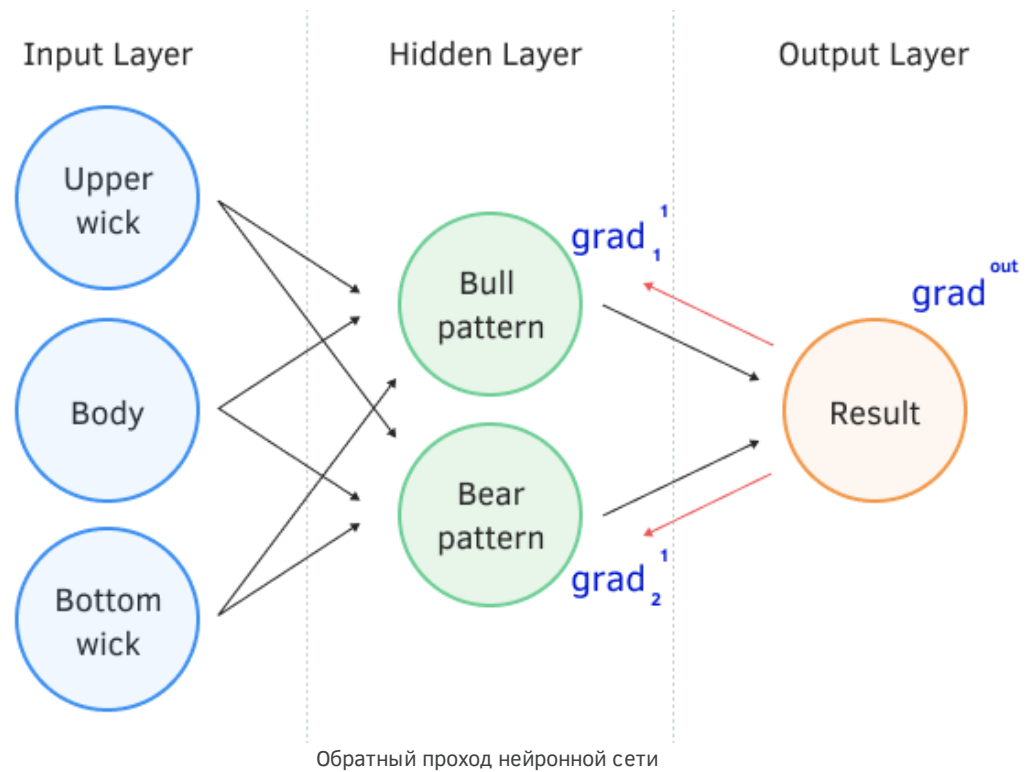 Input Layer
Hidden Layer
Output Layer
Upper
wick
Body
Bottom
wick
Bull
pattern
grad 1 1
Bear
pattern
grad 1 2
grad out
Result
Обратный проход нейронной сети